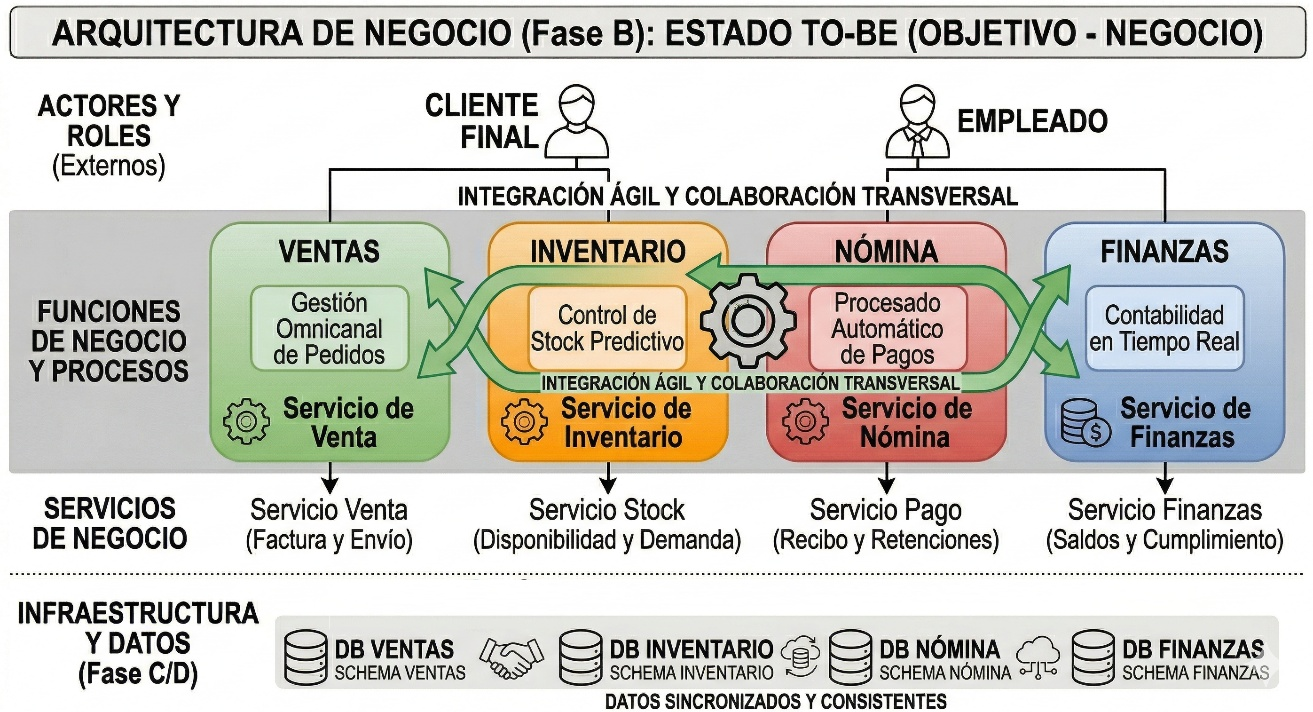 ARQUITECTURA DE NEGOCIO (Fase B): ESTADO TO-BE (OBJETIVO - NEGOCIO)
ACTORES Y
ROLES
(Externos)
CLIENTE
FINAL
EMPLEADO
INTEGRACIÓN ÁGIL Y COLABORACIÓN TRANSVERSAL
FUNCIONES
DE NEGOCIO
Y PROCESOS
VENTAS
Gestión
Omnicanal
de Pedidos
Servicio de
Venta
INVENTARIO
Control de
Stock Predictivo
Servicio de
Inventario
NÓMINA
Procesado
Automático
de Pagos
Servicio de
Nómina
FINANZAS
Contabilidad
en Tiempo Real
$
Servicio de
Finanzas
INTEGRACIÓN ÁGIL Y COLABORACIÓN TRANSVERSAL
SERVICIOS
DE NEGOCIO
Servicio Venta
(Factura y Envío)
Servicio Stock
(Disponibilidad y Demanda)
Servicio Pago
(Recibo y Retenciones)
Servicio Finanzas
(Saldos y Cumplimiento)
INFRAESTRUCTURA
Y DATOS
(Fase C/D)
DB VENTAS
SCHEMA VENTAS
DB INVENTARIO
SCHEMA INVENTARIO
DB NÓMINA
SCHEMA NÓMINA
DB FINANZAS
SCHEMA FINANZAS
DATOS SINCRONIZADOS Y CONSISTENTES